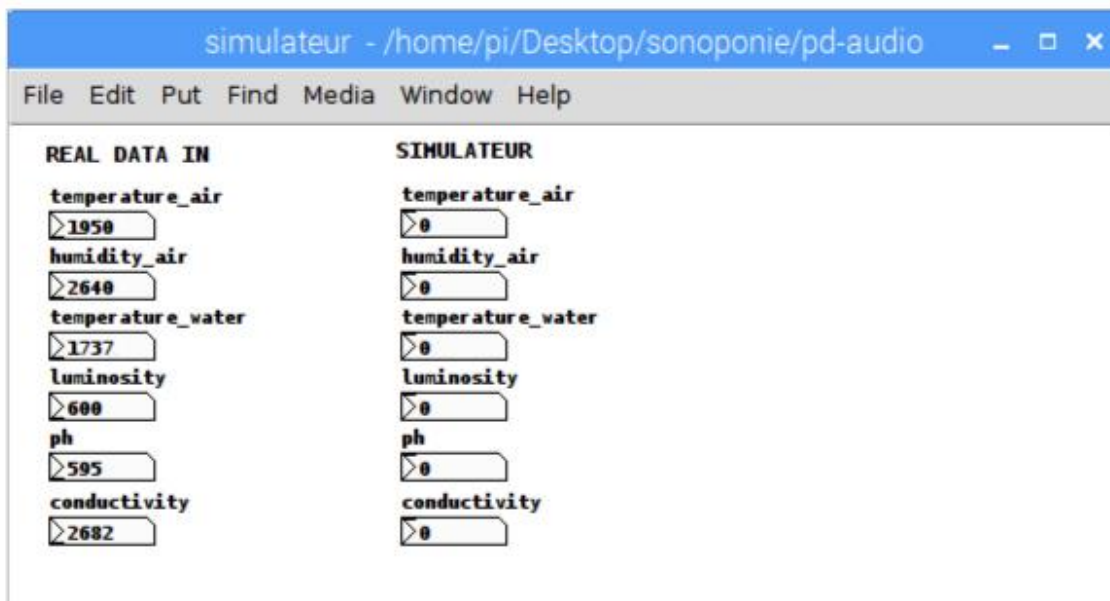 simulateur - /home/pi/Desktop/sonoponie/pd-audio
File Edit Put Find Media Window Help
REAL DATA IN
temperature_air
1950
humidity_air
2640
temperature_water
1737
luminosity
600
ph
595
conductivity
2682
SIMULATEUR
temperature_air
0
humidity_air
0
temperature_water
0
luminosity
0
ph
0
conductivity
0